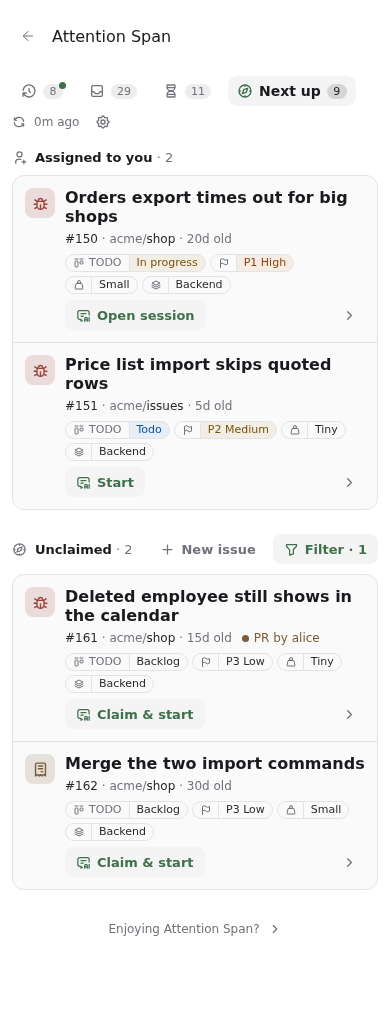 Attention Span
8
29
11
Next up 9
0m ago
Assigned to you · 2
Orders export times out for big
shops
#150 · acme/shop · 20d old
TODO In progress P1 High
Small Backend
Open session
Price list import skips quoted
rows
#151 · acme/issues · 5d old
TODO Todo P2 Medium Tiny
Backend
Start
Unclaimed · 2 New issue Filter · 1
Deleted employee still shows in
the calendar
#161 · acme/shop · 15d old PR by alice
TODO Backlog P3 Low Tiny
Backend
Claim & start
Merge the two import commands
#162 · acme/shop · 30d old
TODO Backlog P3 Low Small
Backend
Claim & start
Enjoying Attention Span?